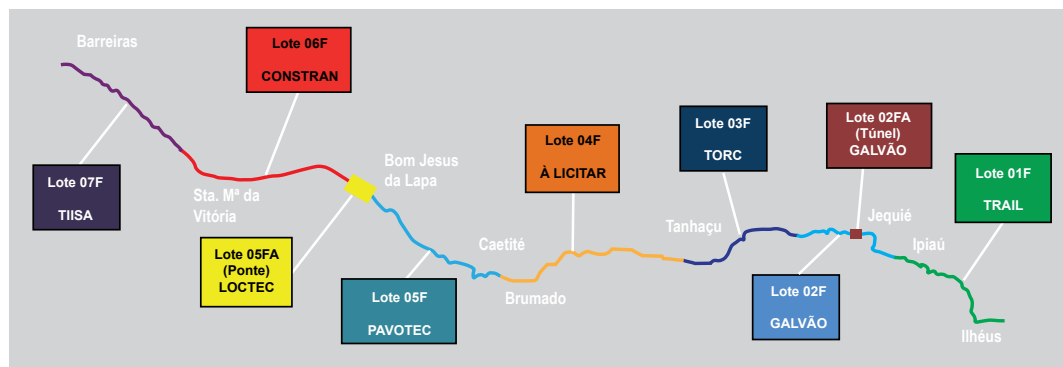 Barreiras
Lote 06F
CONSTRAN
Lote 07F
TIISA
Sta. Mª da
Vitória
Lote 05FA
(Ponte)
LOCTEC
Bom Jesus
da Lapa
Lote 05F
PAVOTEC
Caetité
Lote 04F
À LICITAR
Brumado
Tanhaçu
Lote 03F
TORC
Lote 02FA
(Túnel)
GALVÃO
Lote 02F
GALVÃO
Jequié
Ipiaú
Lote 01F
TRAIL
Ilhéus